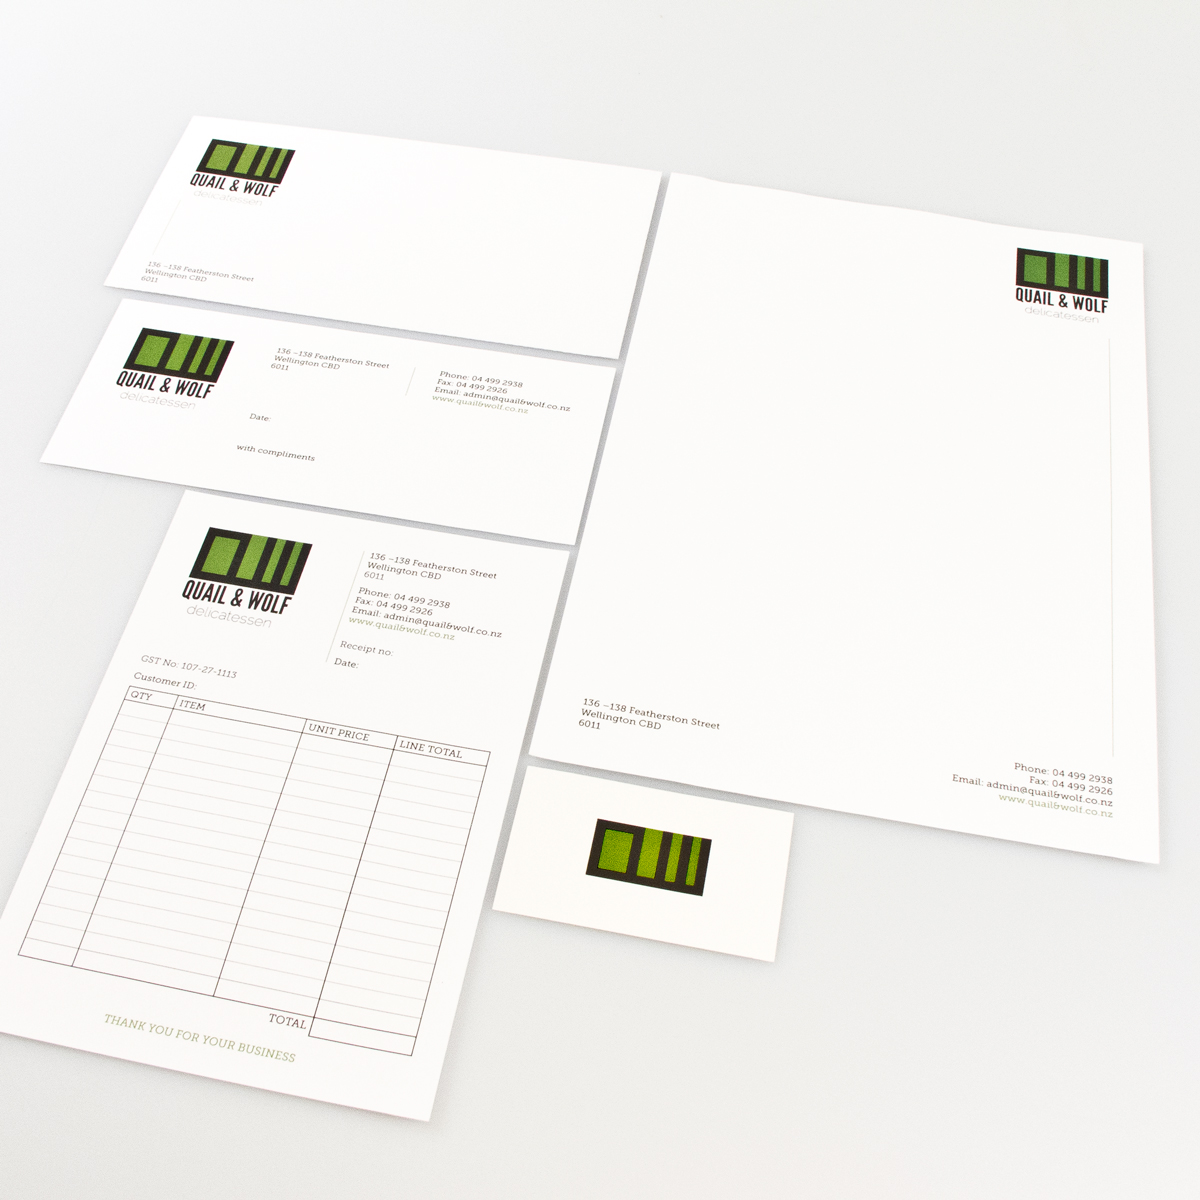 QUAIL & WOLF
delicatessen
136 –138 Featherston Street
Wellington CBD
6011
QUAIL & WOLF
delicatessen
136 –138 Featherston Street
Wellington CBD
6011
Phone: 04 499 2938
Fax: 04 499 2926
Email: admin@quail&wolf.co.nz
www.quail&wolf.co.nz
Date:
with compliments
QUAIL & WOLF
delicatessen
136 –138 Featherston Street
Wellington CBD
6011
Phone: 04 499 2938
Fax: 04 499 2926
Email: admin@quail&wolf.co.nz
www.quail&wolf.co.nz
Receipt no:
Date:
GST No: 107-27-1113
Customer ID:
QTY ITEM UNIT PRICE LINE TOTAL
TOTAL
THANK YOU FOR YOUR BUSINESS
QUAIL & WOLF
delicatessen
136 –138 Featherston Street
Wellington CBD
6011
Phone: 04 499 2938
Fax: 04 499 2926
Email: admin@quail&wolf.co.nz
www.quail&wolf.co.nz